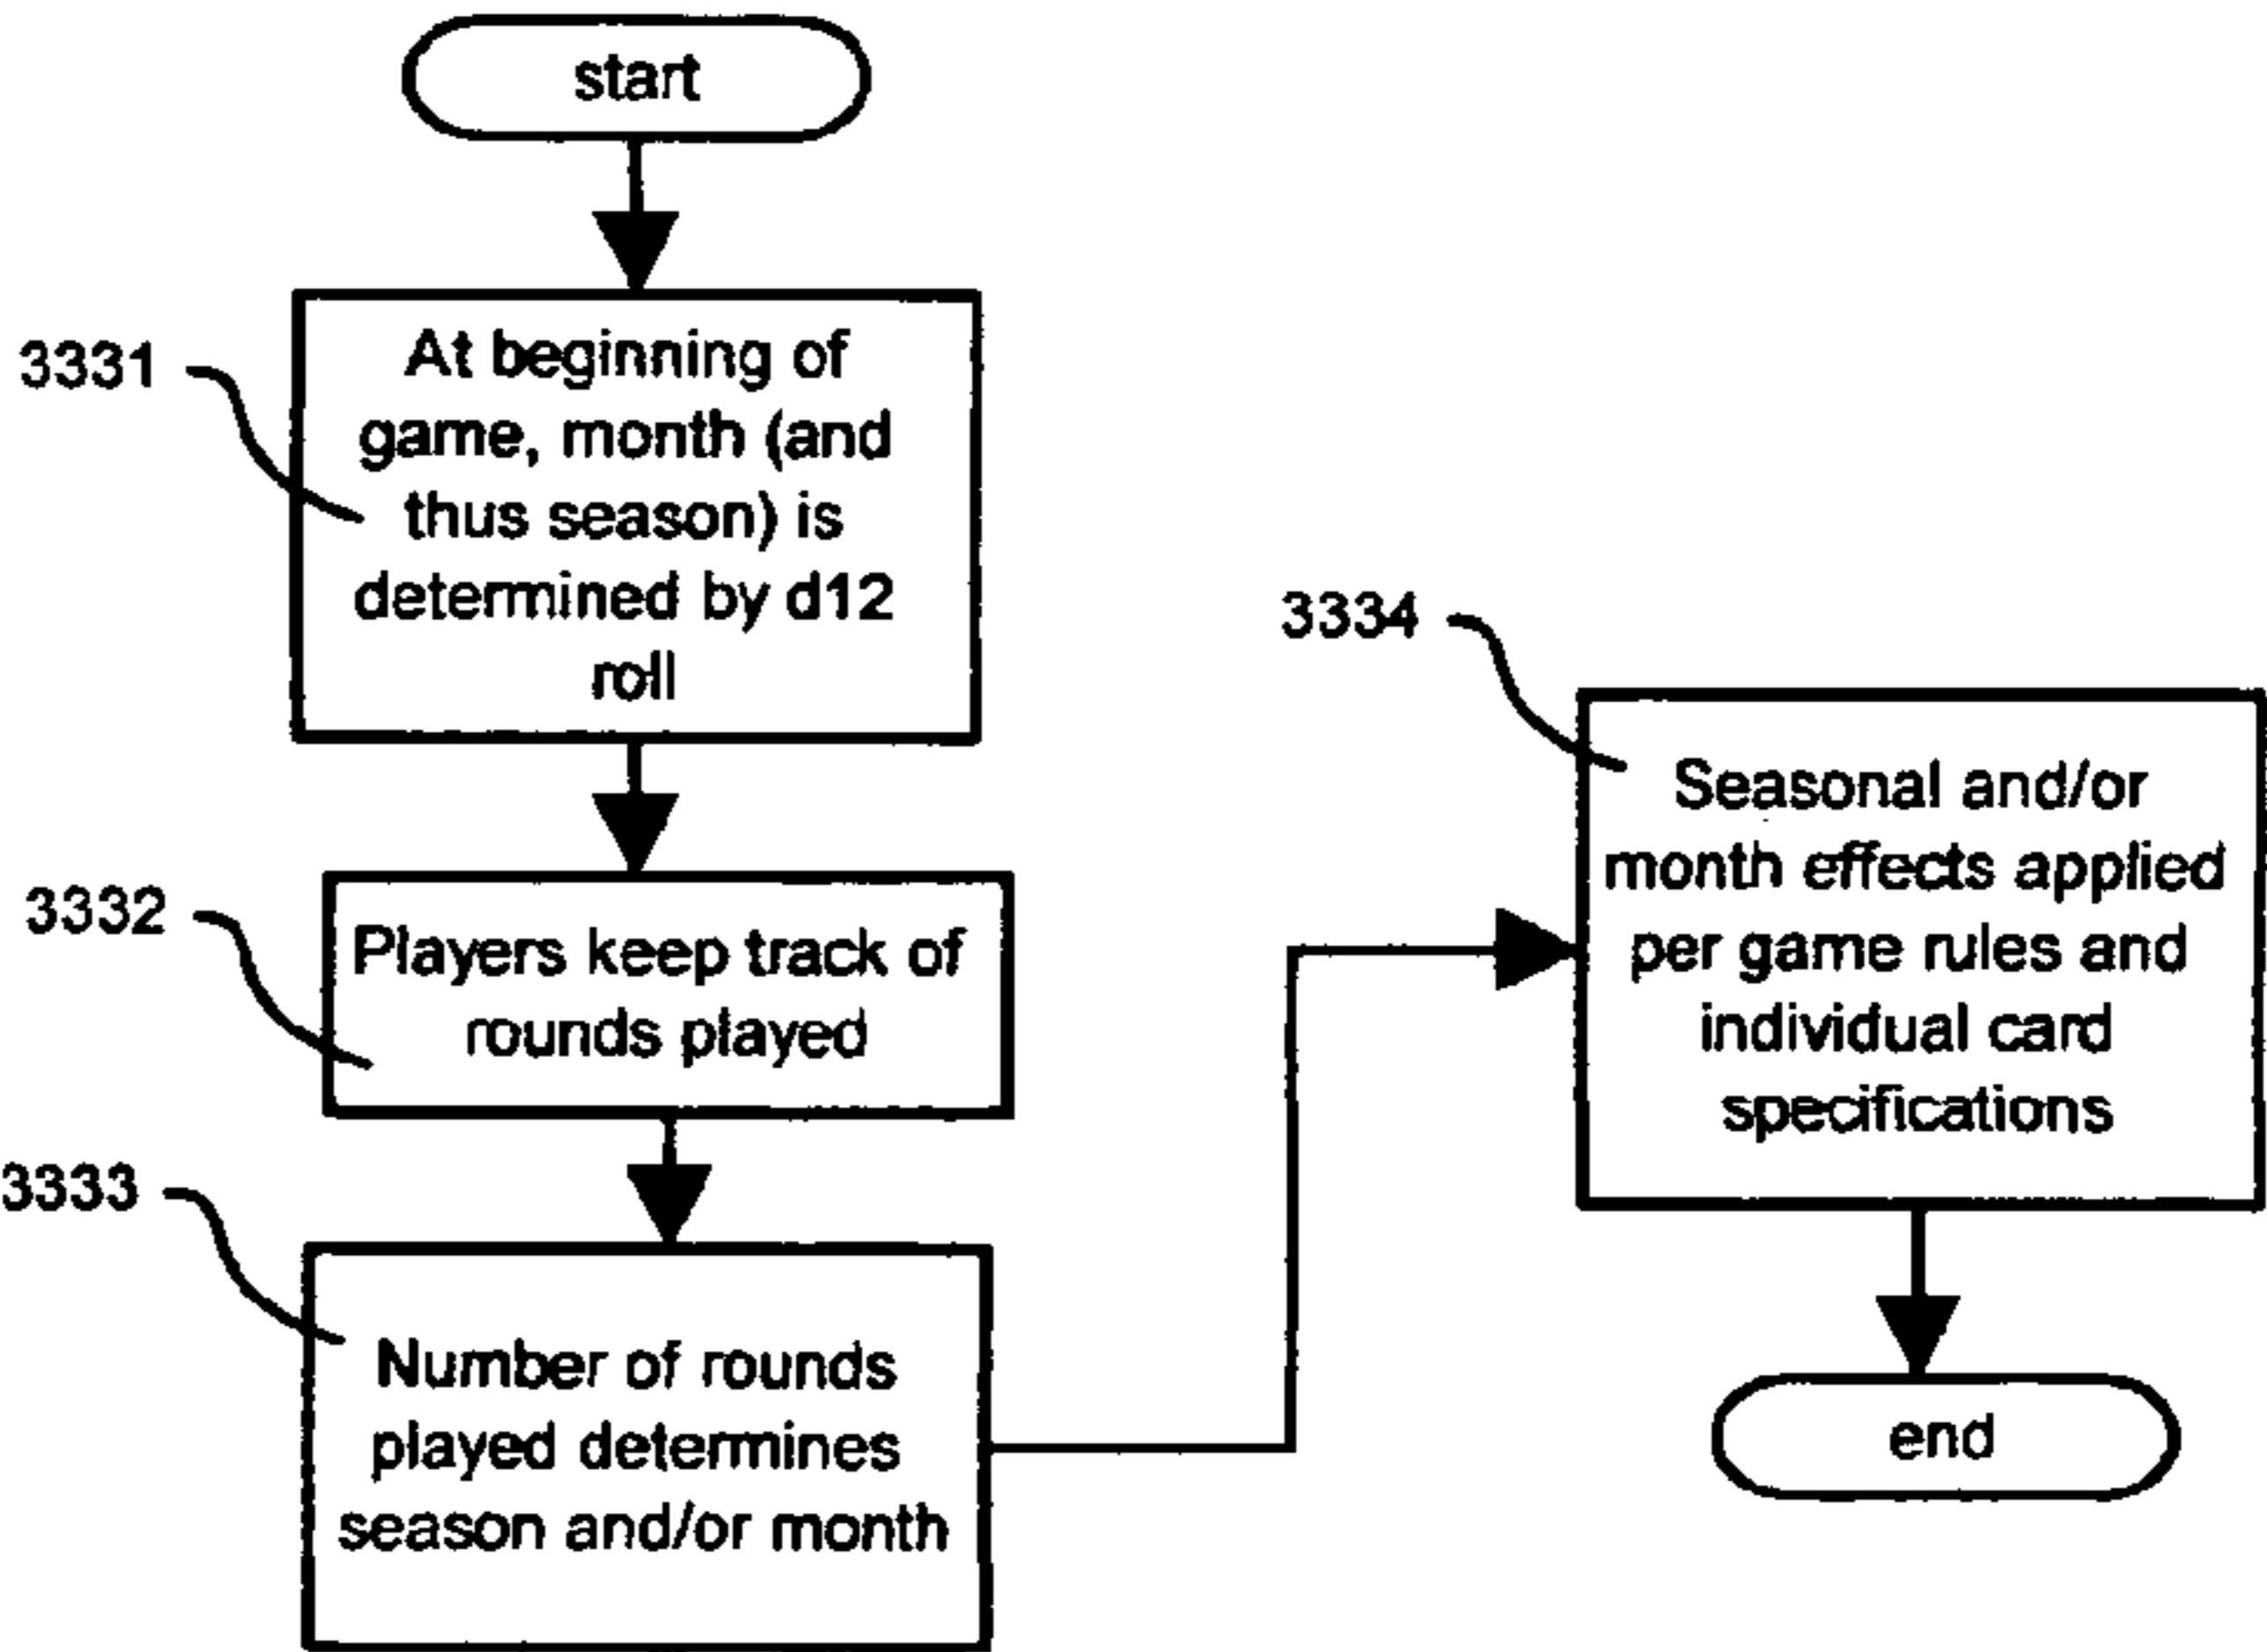 start
3331
At beginning of
game, month (and
thus season) is
determined by d12
roll
3332
Players keep track of
rounds played
3333
Number of rounds
played determines
season and/or month
3334
Seasonal and/or
month effects applied
per game rules and
individual card
specifications
end